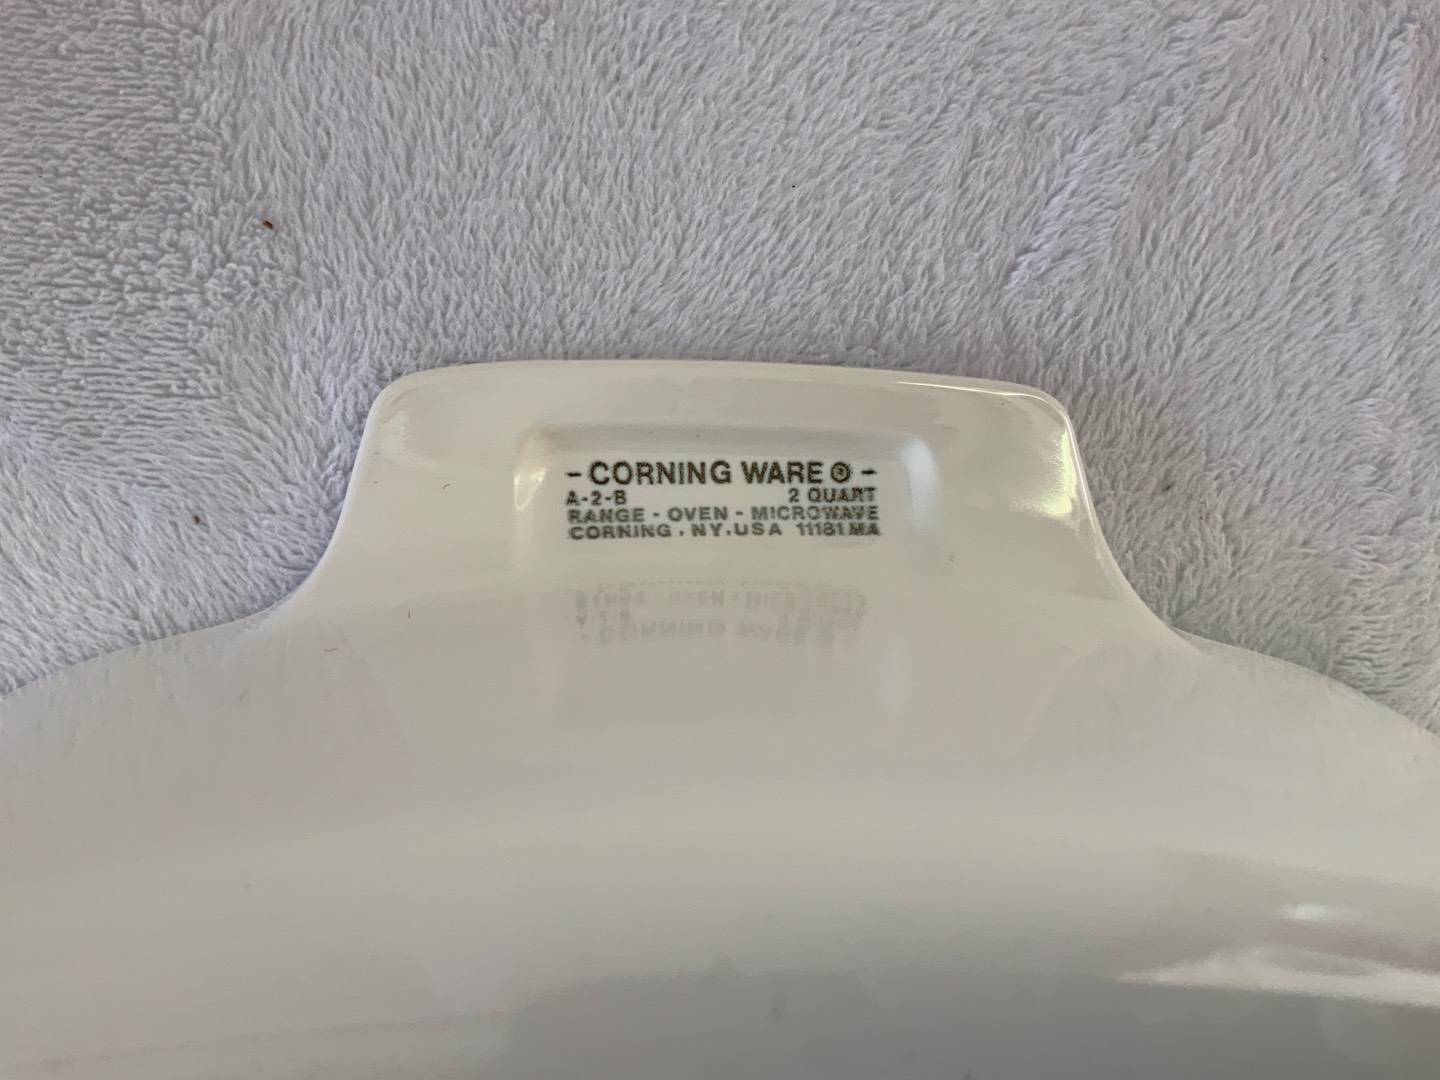 - CORNING WARE ® -
A-2-B 2 QUART
RANGE - OVEN - MICROWAVE
CORNING, NY, USA 11181 MA